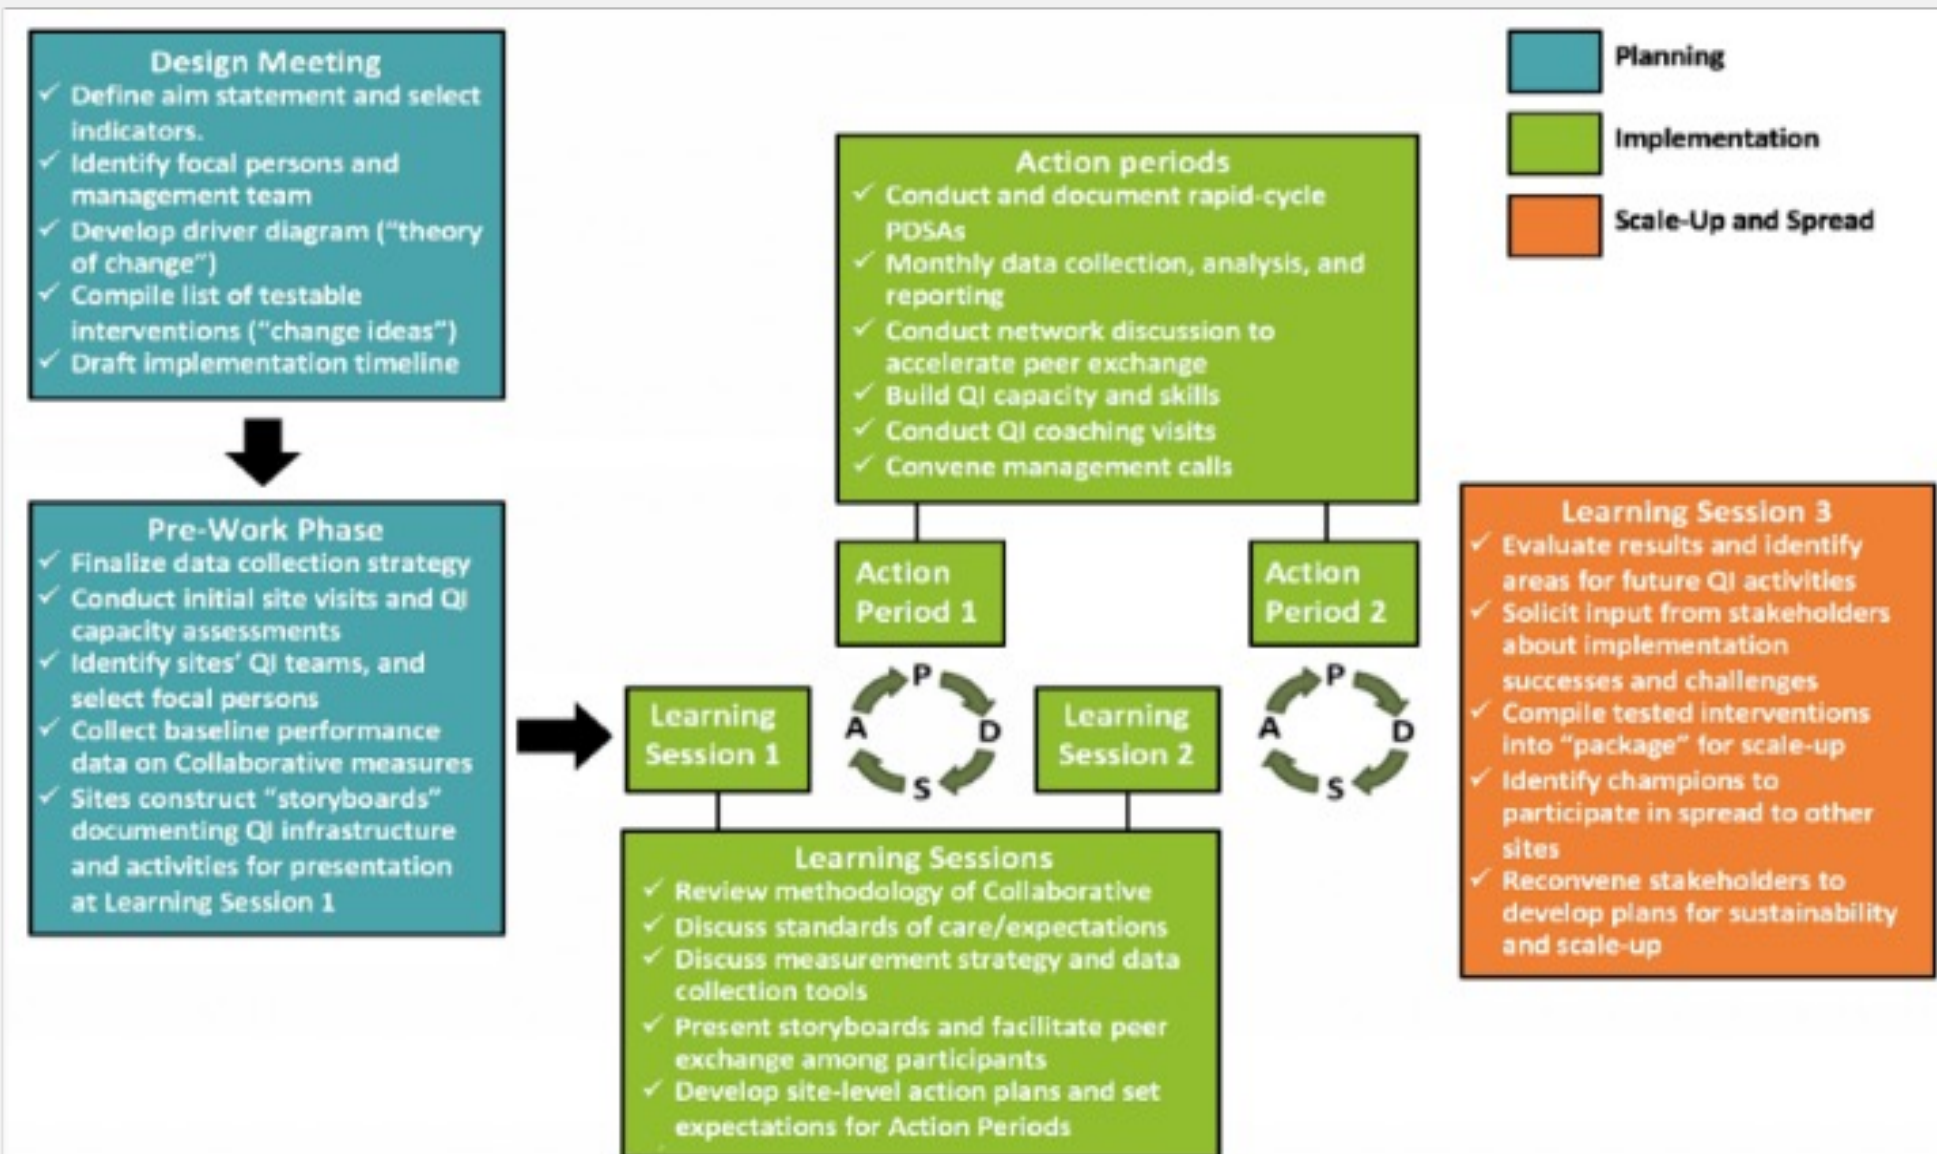 Design Meeting
✓ Define aim statement and select
indicators.
✓ Identify focal persons and
management team
✓ Develop driver diagram (“theory
of change”)
✓ Compile list of testable
interventions (“change ideas”)
✓ Draft implementation timeline
Pre-Work Phase
✓ Finalize data collection strategy
✓ Conduct initial site visits and QI
capacity assessments
✓ Identify sites’ QI teams, and
select focal persons
✓ Collect baseline performance
data on Collaborative measures
✓ Sites construct “storyboards”
documenting QI infrastructure
and activities for presentation
at Learning Session 1
Action periods
✓ Conduct and document rapid-cycle
PDSAs
✓ Monthly data collection, analysis, and
reporting
✓ Conduct network discussion to
accelerate peer exchange
✓ Build QI capacity and skills
✓ Conduct QI coaching visits
✓ Convene management calls
Action
Period 1
Action
Period 2
Learning
Session 1
P
A
D
S
Learning
Session 2
P
A
D
S
Learning Sessions
✓ Review methodology of Collaborative
✓ Discuss standards of care/expectations
✓ Discuss measurement strategy and data
collection tools
✓ Present storyboards and facilitate peer
exchange among participants
✓ Develop site-level action plans and set
expectations for Action Periods
Planning
Implementation
Scale-Up and Spread
Learning Session 3
✓ Evaluate results and identify
areas for future QI activities
✓ Solicit input from stakeholders
about implementation
successes and challenges
✓ Compile tested interventions
into “package” for scale-up
✓ Identify champions to
participate in spread to other
sites
✓ Reconvene stakeholders to
develop plans for sustainability
and scale-up